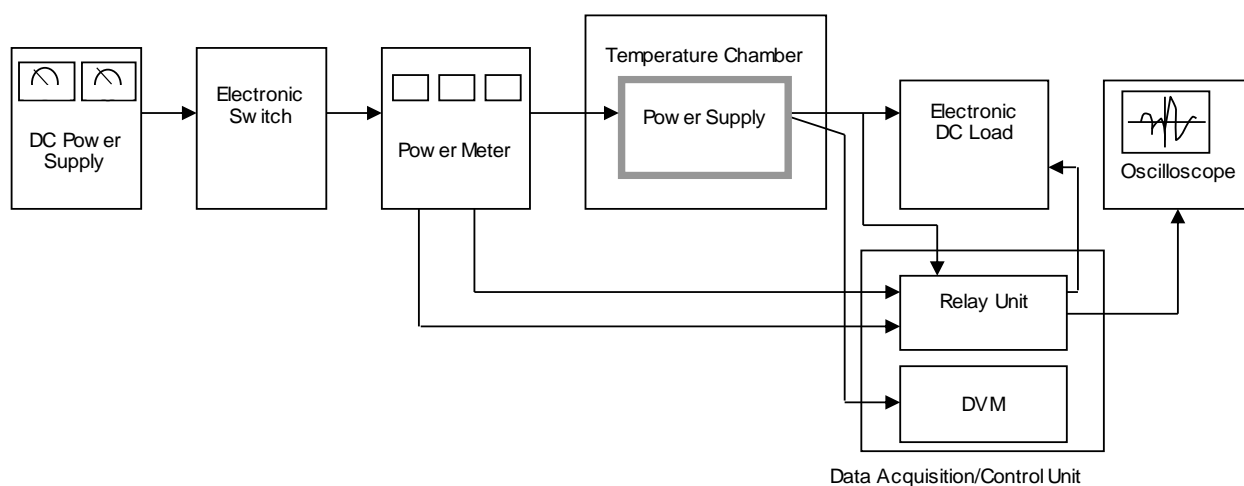 DC Power
Supply
Electronic
Switch
Power Meter
Temperature Chamber
Power Supply
Electronic
DC Load
Oscilloscope
Relay Unit
DVM
Data Acquisition/Control Unit